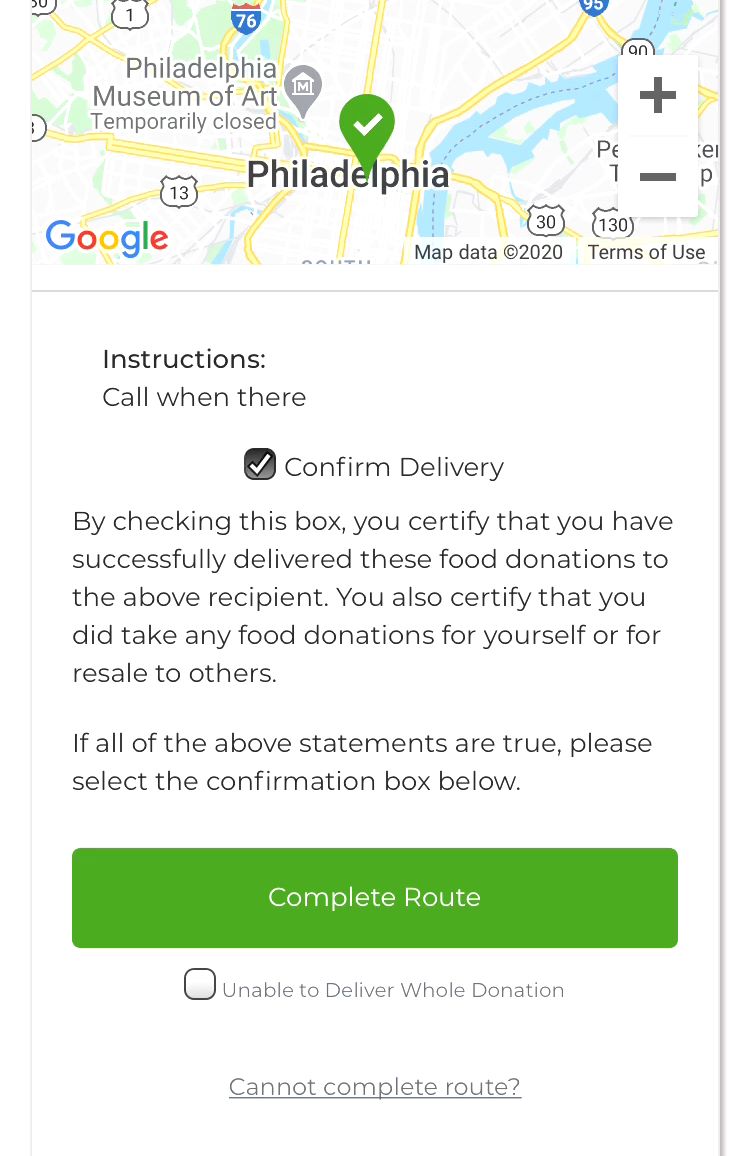 1
76
95
90
Philadelphia
Museum of Art
Temporarily closed
Philadelphia
13
30
130
Google
Map data ©2020
Terms of Use
Instructions:
Call when there
Confirm Delivery
By checking this box, you certify that you have
successfully delivered these food donations to
the above recipient. You also certify that you
did take any food donations for yourself or for
resale to others.
If all of the above statements are true, please
select the confirmation box below.
Complete Route
Unable to Deliver Whole Donation
Cannot complete route?